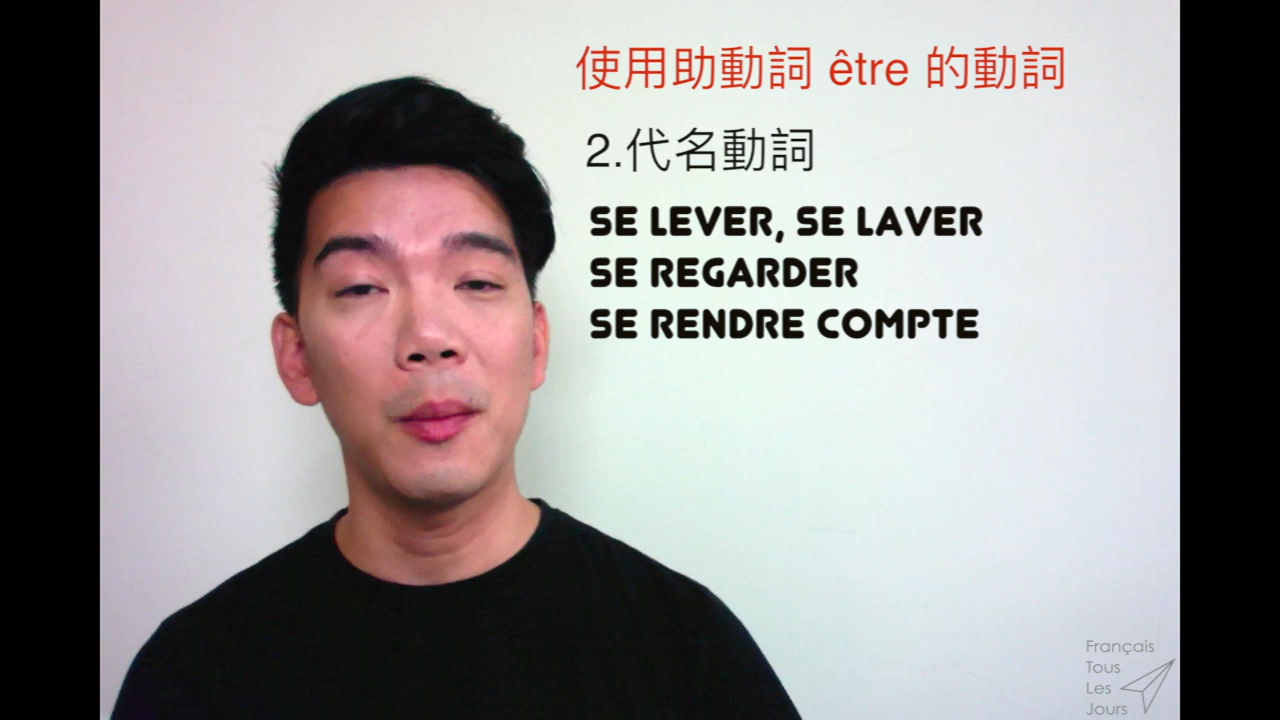 使用助動詞 être 的動詞
2.代名動詞
SE LEVER, SE LAVER
SE REGARDER
SE RENDRE COMPTE
Français
Tous
Les
Jours